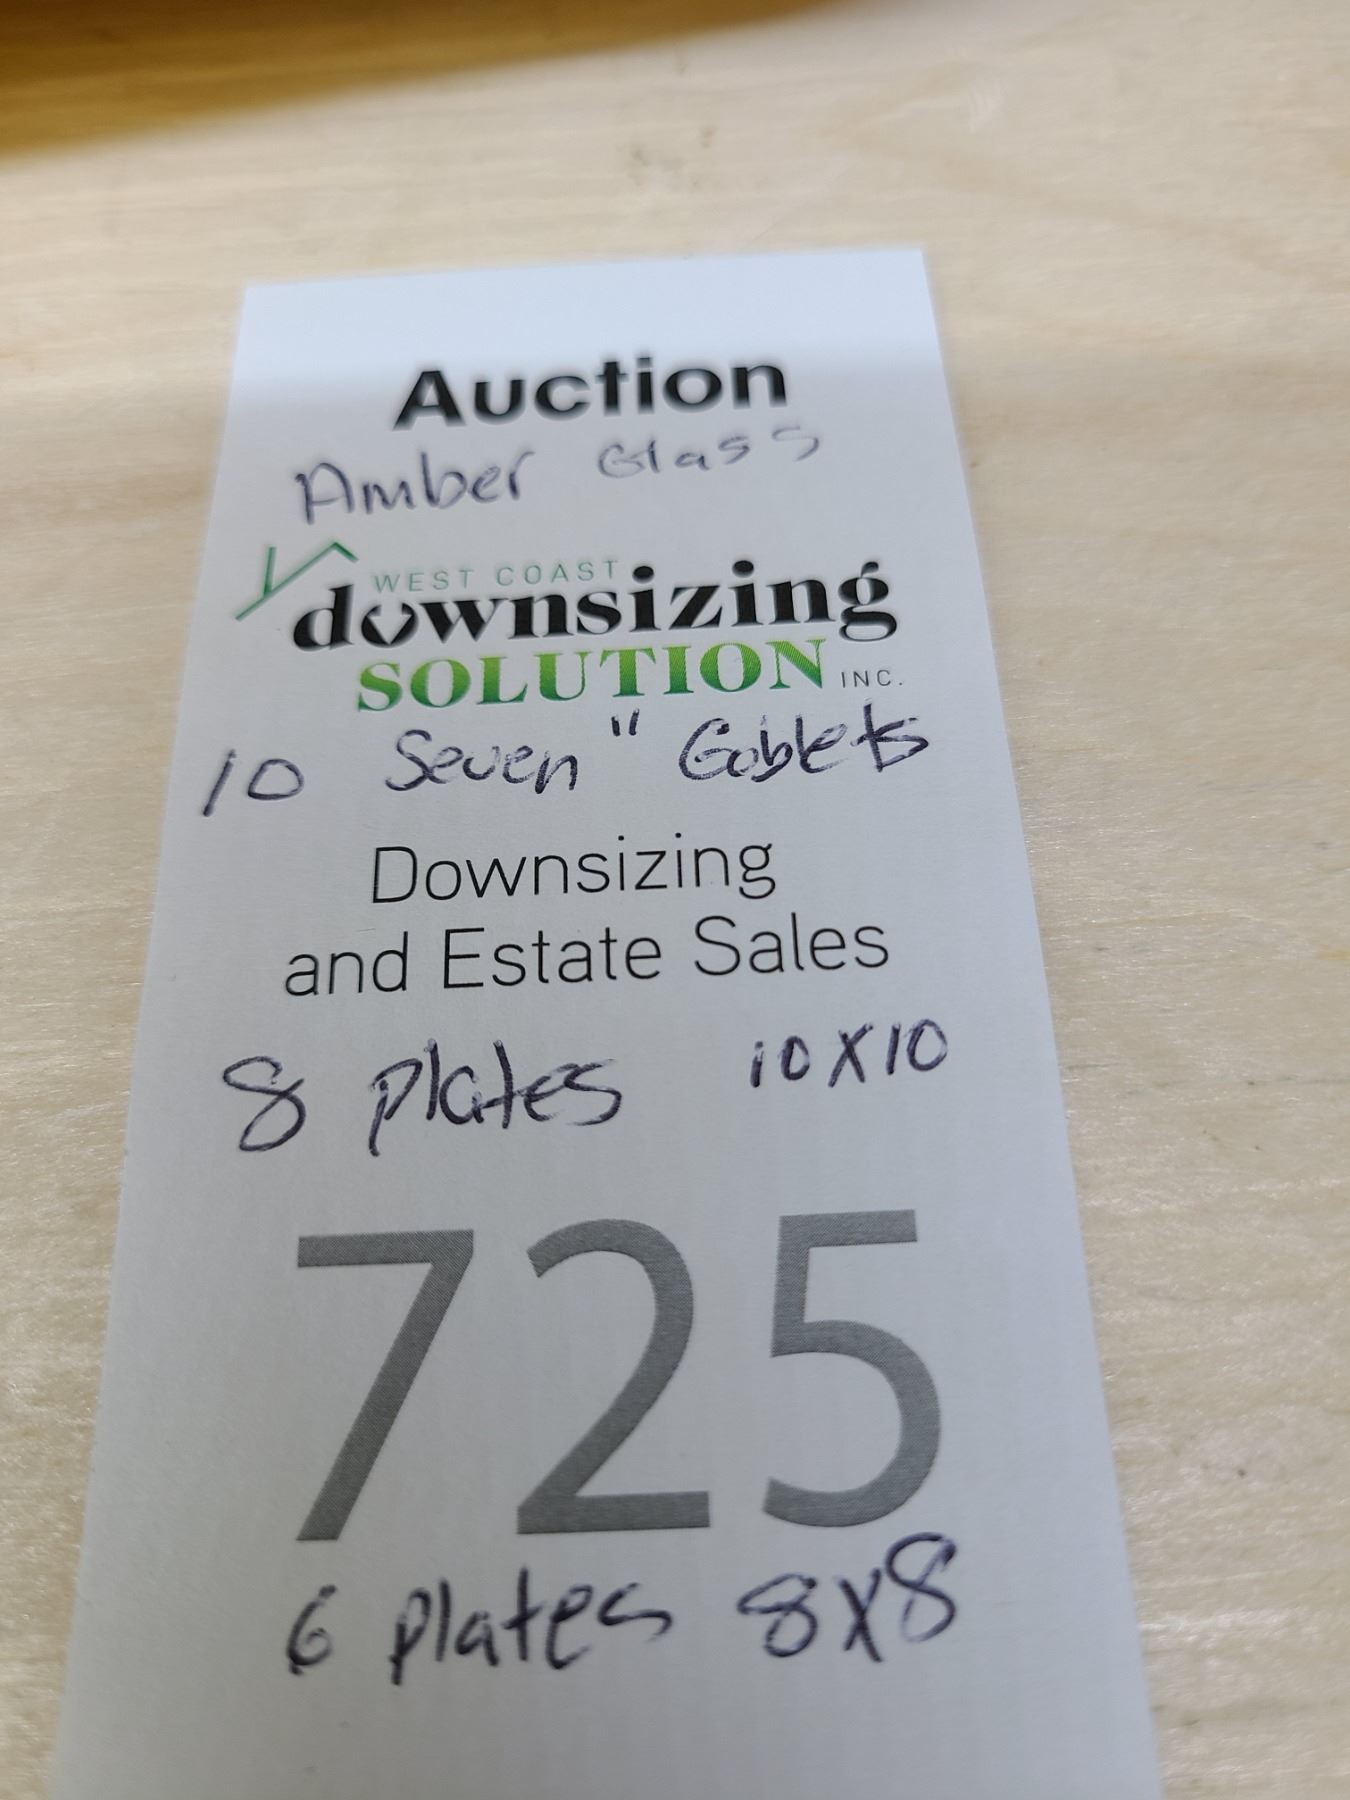 Auction
Amber Glass
WEST COAST
downsizing
SOLUTION INC.
10 Seven " Goblets
Downsizing
and Estate Sales
8 plates 10X10
725
6 plates 8x8